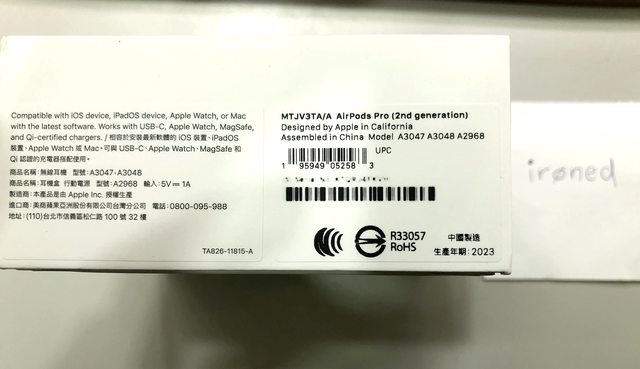 Compatible with iOS device, iPadOS device, Apple Watch, or Mac
with the latest software. Works with USB-C, Apple Watch, MagSafe,
and Qi-certified chargers. / 相容於安裝最新軟體的 iOS 裝置、iPadOS
裝置、Apple Watch 或 Mac。可與 USB-C、Apple Watch、MagSafe 和
Qi 認證的充電器搭配使用。
商品名稱：無線耳機 型號：A3047、A3048
商品名稱：耳機盒 行動電源 型號：A2968 輸入：5V⎓1A
製造商：本產品是由 Apple Inc. 授權生產
進口商：美商蘋果亞洲股份有限公司台灣分公司 電話：0800-095-988
地址：(110)台北市信義區松仁路 100 號 32 樓
TA826-11815-A
MTJV3TA/A AirPods Pro (2nd generation)
Designed by Apple in California
Assembled in China Model A3047 A3048 A2968
UPC
1 95949 05258 3
R33057
RoHS
中國製造
生產年期：2023
irøned